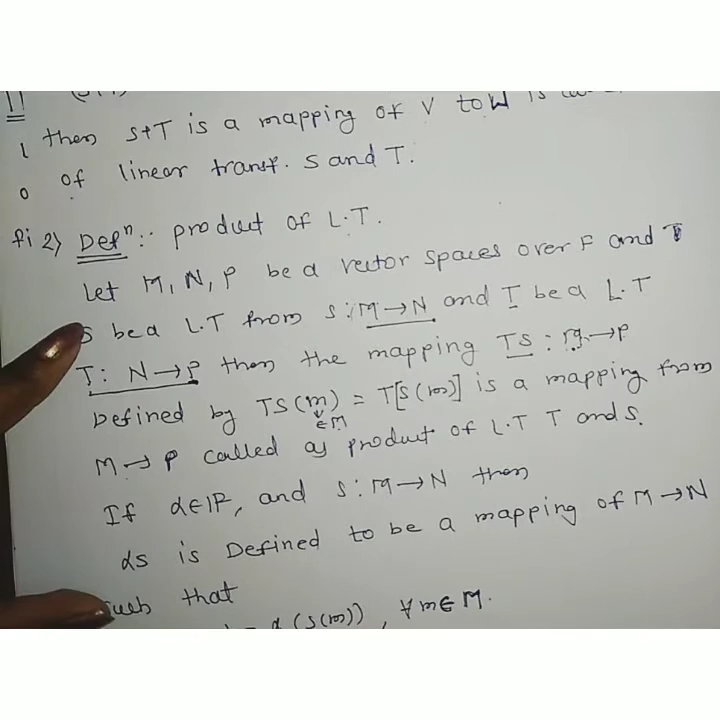 then S+T is a mapping of V to W is
of linear transf. S and T.
2) Defⁿ:- product of L.T.
Let M, N, P be a vector spaces over F and
S be a L.T from S: M→N and T be a L.T
T: N→P then the mapping TS: M→P
Defined by TS(m) = T[S(m)] is a mapping from
∈M
M→P called as product of L.T T and S.
If α∈F, and S: M→N then
αS is Defined to be a mapping of M→N
such that
α(S(m)), ∀m∈M.